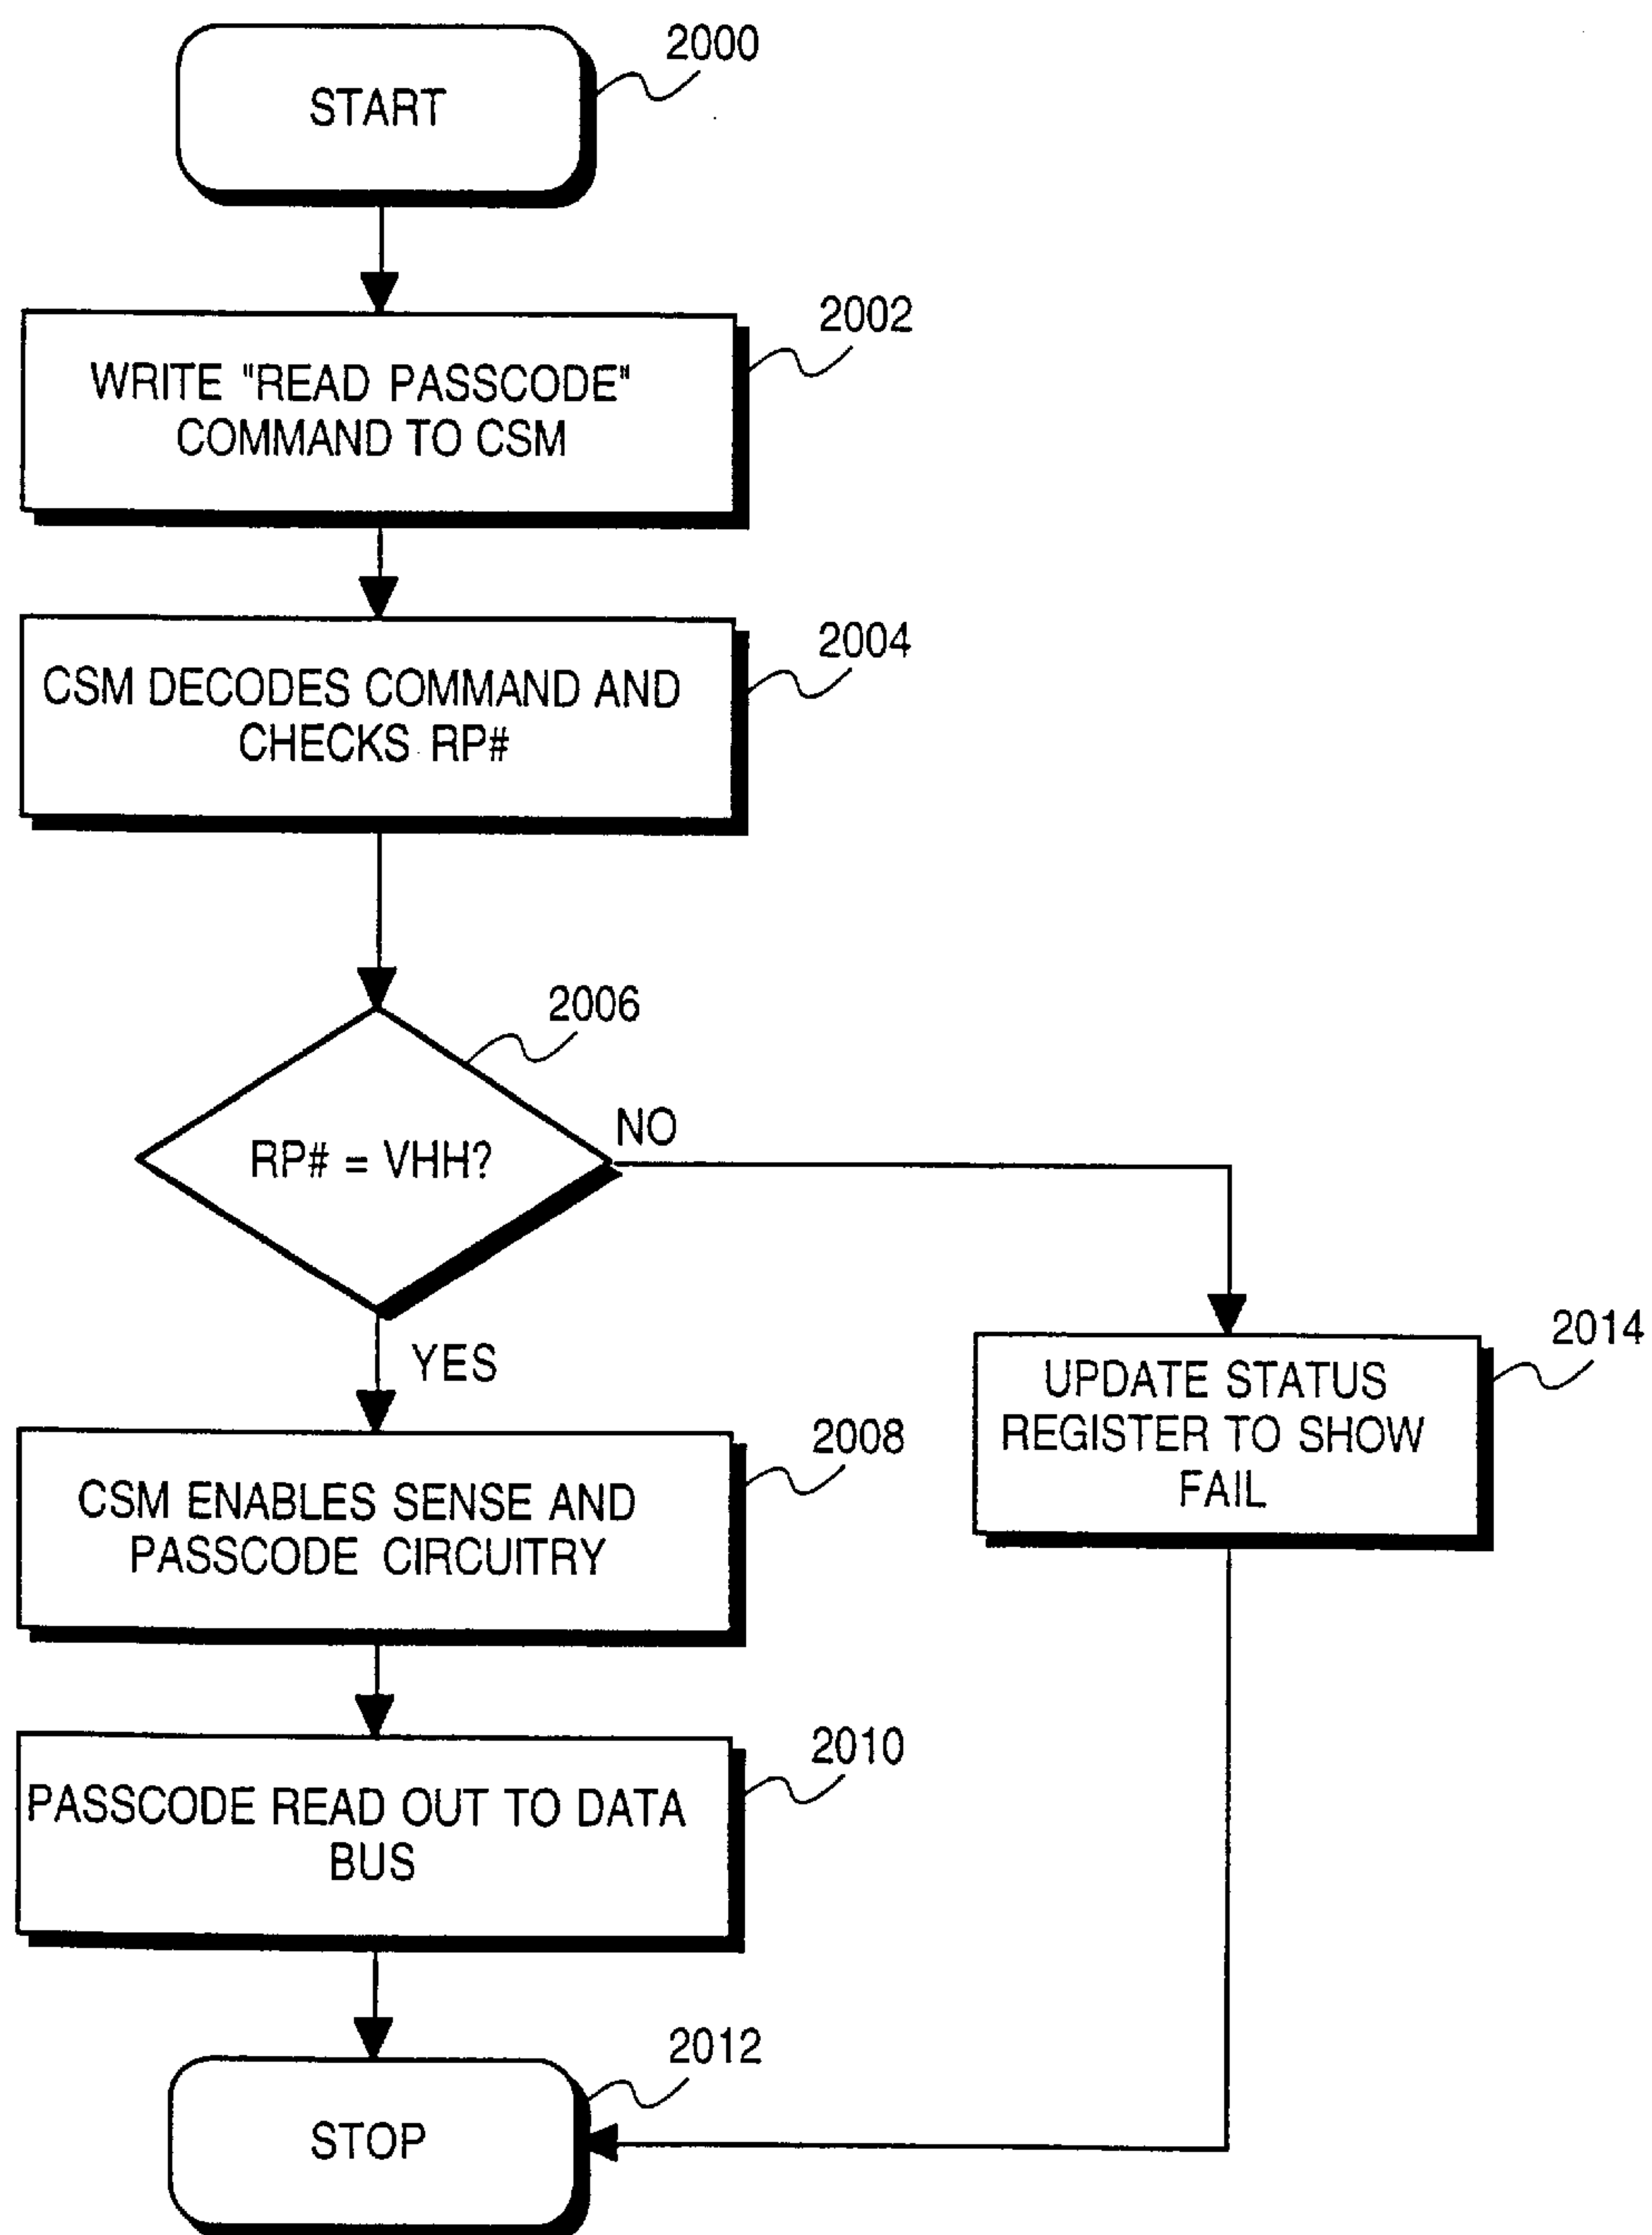 2000
START
2002
WRITE "READ PASSCODE"
COMMAND TO CSM
2004
CSM DECODES COMMAND AND
CHECKS RP#
2006
RP# = VHH?
NO
YES
2014
UPDATE STATUS
REGISTER TO SHOW
FAIL
2008
CSM ENABLES SENSE AND
PASSCODE CIRCUITRY
2010
PASSCODE READ OUT TO DATA
BUS
2012
STOP